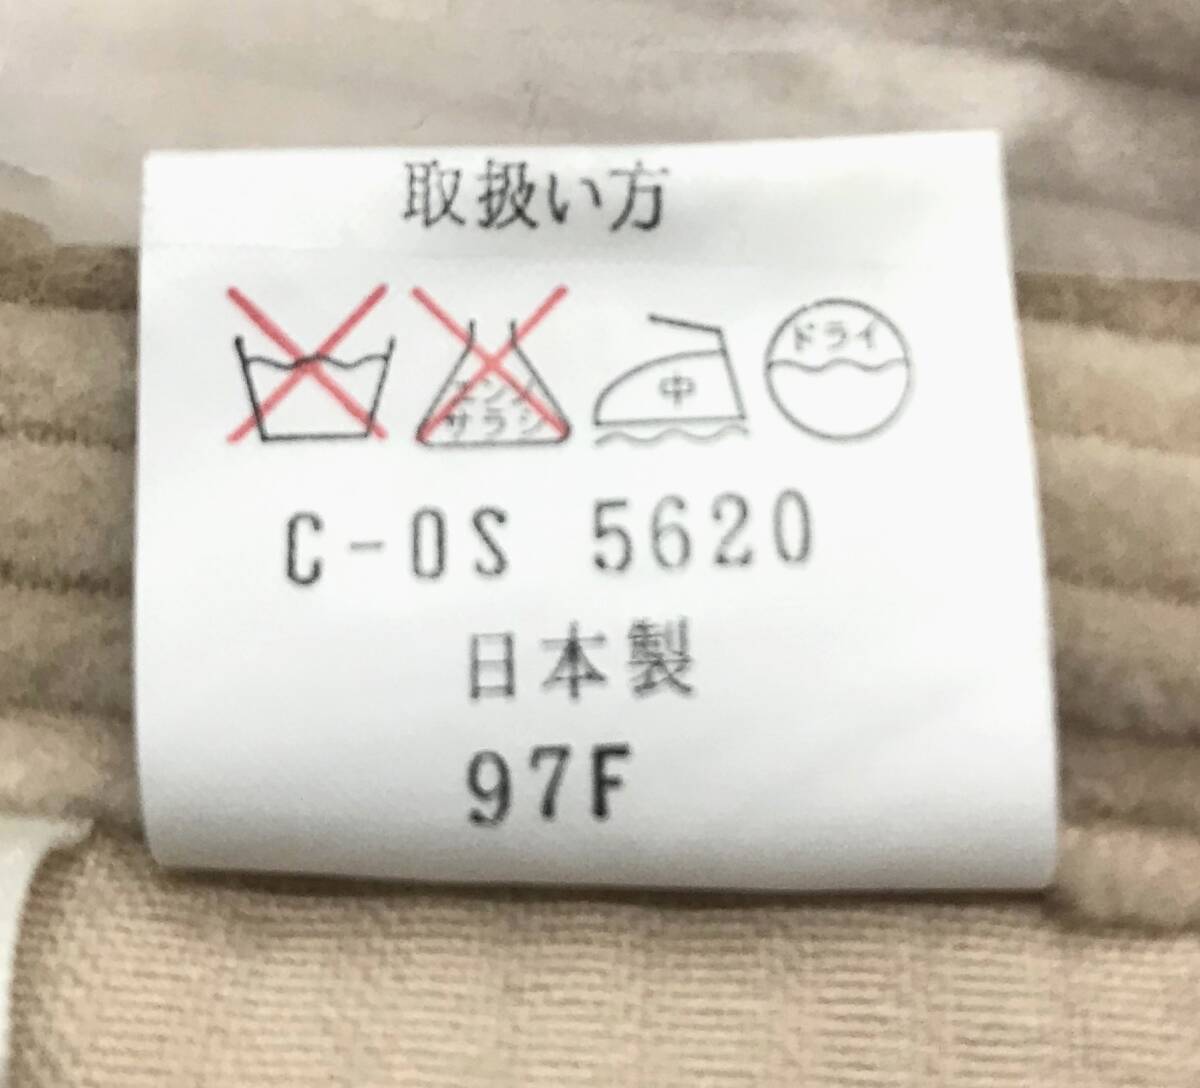 取扱い方
エンソ 中 ドライ
サラシ
C-OS 5620
日本製
97F